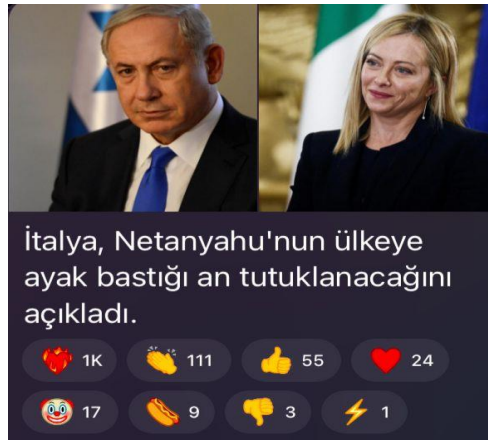 İtalya, Netanyahu'nun ülkeye
ayak bastığı an tutuklanacağını
açıkladı.
1K 111 55 24
17 9 3 1